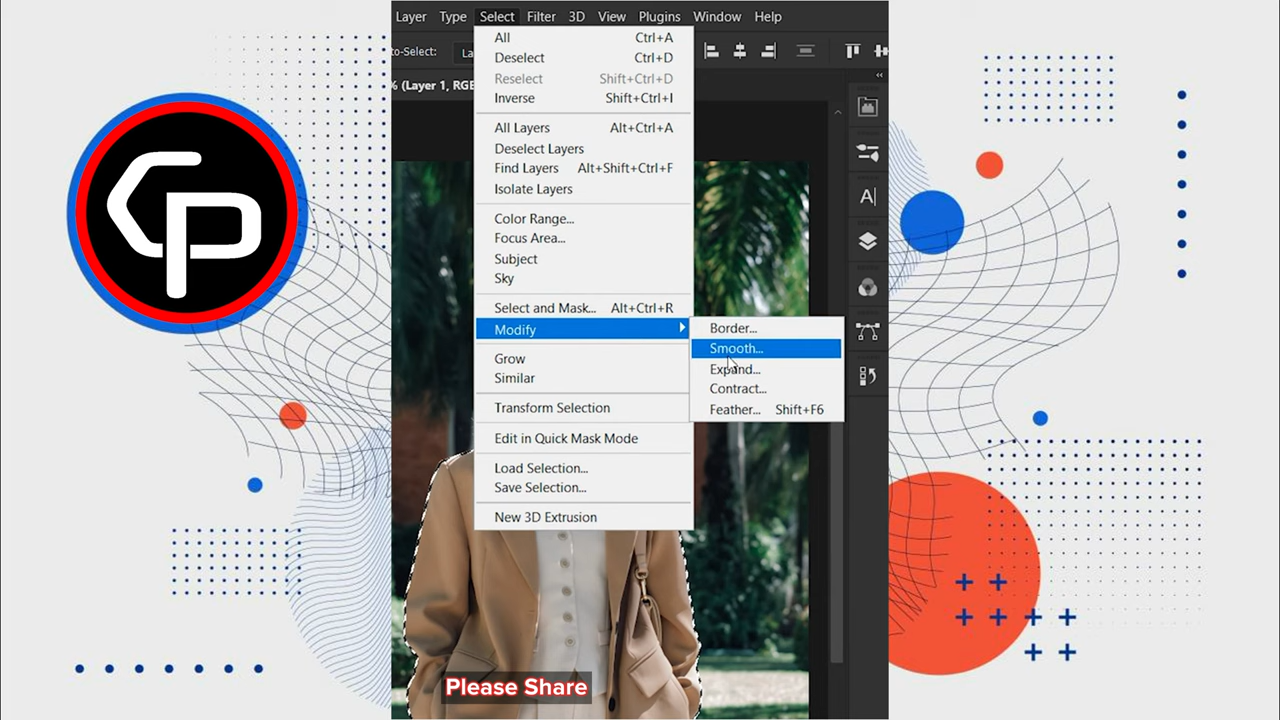 CP
Layer Type Select Filter 3D View Plugins Window Help
to-Select: La
% (Layer 1, RGB
All Ctrl+A
Deselect Ctrl+D
Reselect Shift+Ctrl+D
Inverse Shift+Ctrl+I
All Layers Alt+Ctrl+A
Deselect Layers
Find Layers Alt+Shift+Ctrl+F
Isolate Layers
Color Range...
Focus Area...
Subject
Sky
Select and Mask... Alt+Ctrl+R
Modify
Grow
Similar
Transform Selection
Edit in Quick Mask Mode
Load Selection...
Save Selection...
New 3D Extrusion
Border...
Smooth...
Expand...
Contract...
Feather... Shift+F6
A
Please Share